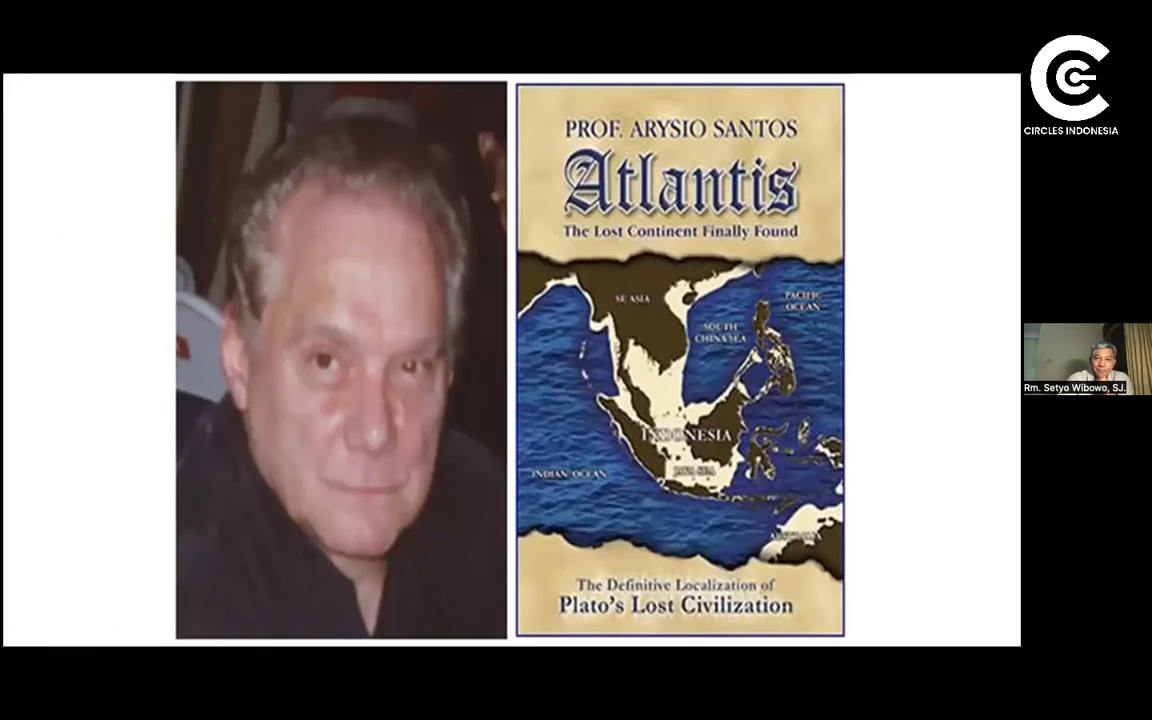 PROF. ARYSIO SANTOS
Atlantis
The Lost Continent Finally Found
SE ASIA
PACIFIC
OCEAN
SOUTH
CHINA SEA
INDONESIA
JAVA SEA
INDIAN OCEAN
AUSTRALIA
The Definitive Localization of
Plato's Lost Civilization
CIRCLES INDONESIA
Rm. Setyo Wibowo, SJ.